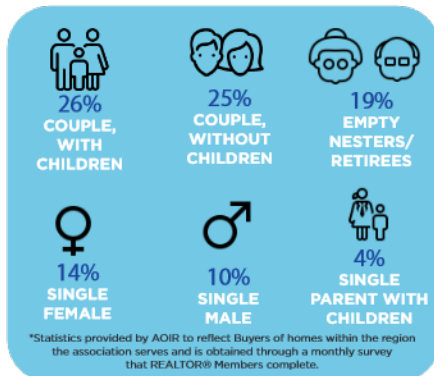 26%
COUPLE,
WITH
CHILDREN
25%
COUPLE,
WITHOUT
CHILDREN
19%
EMPTY
NESTERS/
RETIREES
14%
SINGLE
FEMALE
10%
SINGLE
MALE
4%
SINGLE
PARENT WITH
CHILDREN
*Statistics provided by AOIR to reflect Buyers of homes within the region
the association serves and is obtained through a monthly survey
that REALTOR® Members complete.